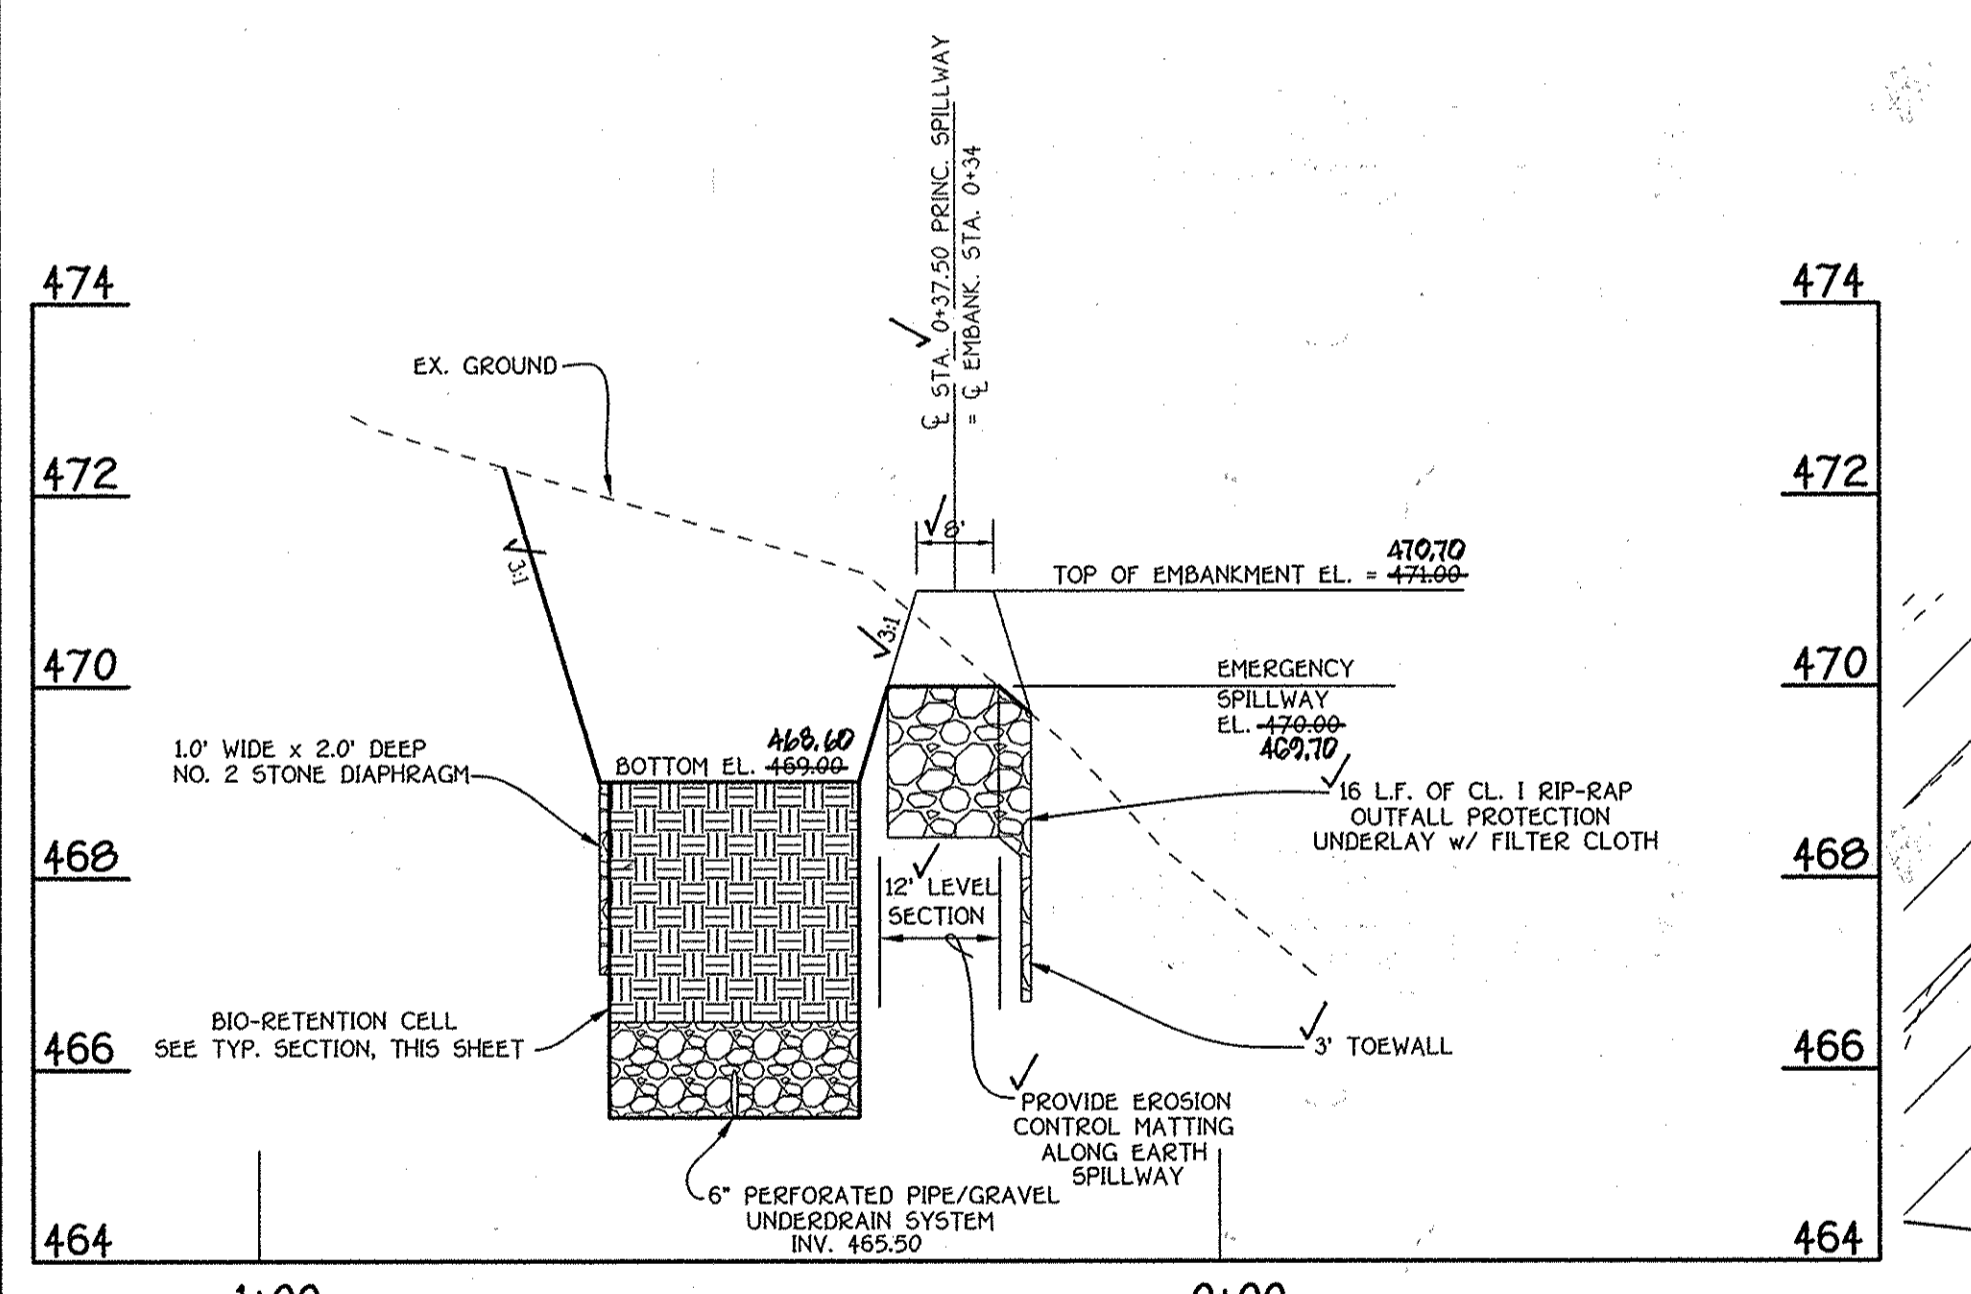 ℄ STA. 0+37.50 PRINC. SPILLWAY
= ℄ EMBANK. STA. 0+34
474
474
EX. GROUND
472
472
8'
3:1
470.70
TOP OF EMBANKMENT EL. = 471.00
3:1
470
470
EMERGENCY
SPILLWAY
EL. 470.00
469.70
1.0' WIDE x 2.0' DEEP
NO. 2 STONE DIAPHRAGM
468.60
BOTTOM EL. 469.00
16 L.F. OF CL. I RIP-RAP
OUTFALL PROTECTION
UNDERLAY w/ FILTER CLOTH
468
468
12' LEVEL
SECTION
BIO-RETENTION CELL
SEE TYP. SECTION, THIS SHEET
466
466
3' TOEWALL
PROVIDE EROSION
CONTROL MATTING
ALONG EARTH
SPILLWAY
6" PERFORATED PIPE/GRAVEL
UNDERDRAIN SYSTEM
INV. 465.50
464
464